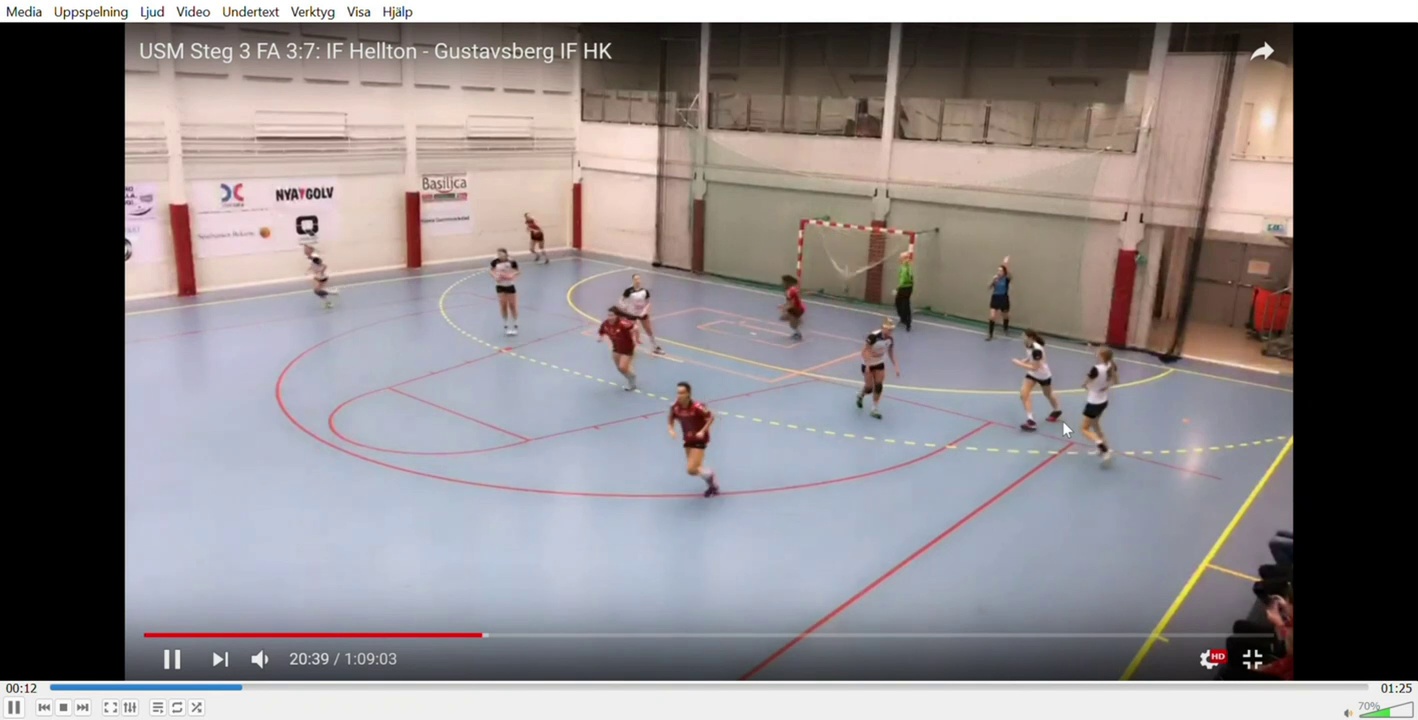 Media Uppspelning Ljud Video Undertext Verktyg Visa Hjälp
USM Steg 3 FA 3:7: IF Hellton - Gustavsberg IF HK
NYA GOLV
Basilica
20:39 / 1:09:03
HD
00:12
01:25
70%